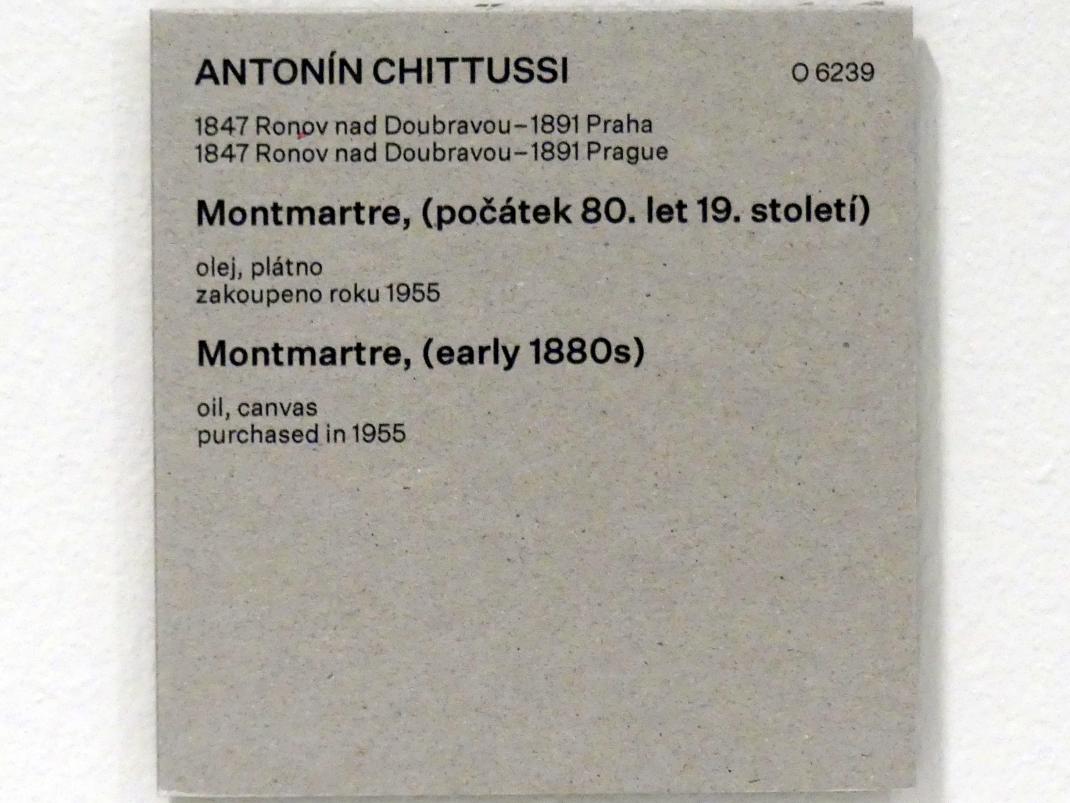 ANTONÍN CHITTUSSI O 6239
1847 Ronov nad Doubravou–1891 Praha
1847 Ronov nad Doubravou–1891 Prague
Montmartre, (počátek 80. let 19. století)
olej, plátno
zakoupeno roku 1955
Montmartre, (early 1880s)
oil, canvas
purchased in 1955